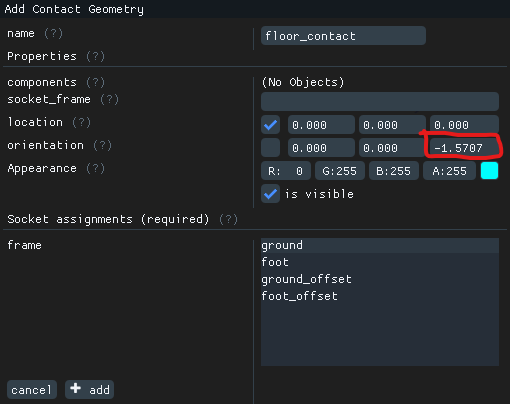 Add Contact Geometry
name (?) floor_contact
Properties (?)
components (?) (No Objects)
socket_frame (?)
location (?) 0.000 0.000 0.000
orientation (?) 0.000 0.000 -1.5707
Appearance (?) R: 0 G:255 B:255 A:255
is visible
Socket assignments (required) (?)
frame ground
foot
ground_offset
foot_offset
cancel + add